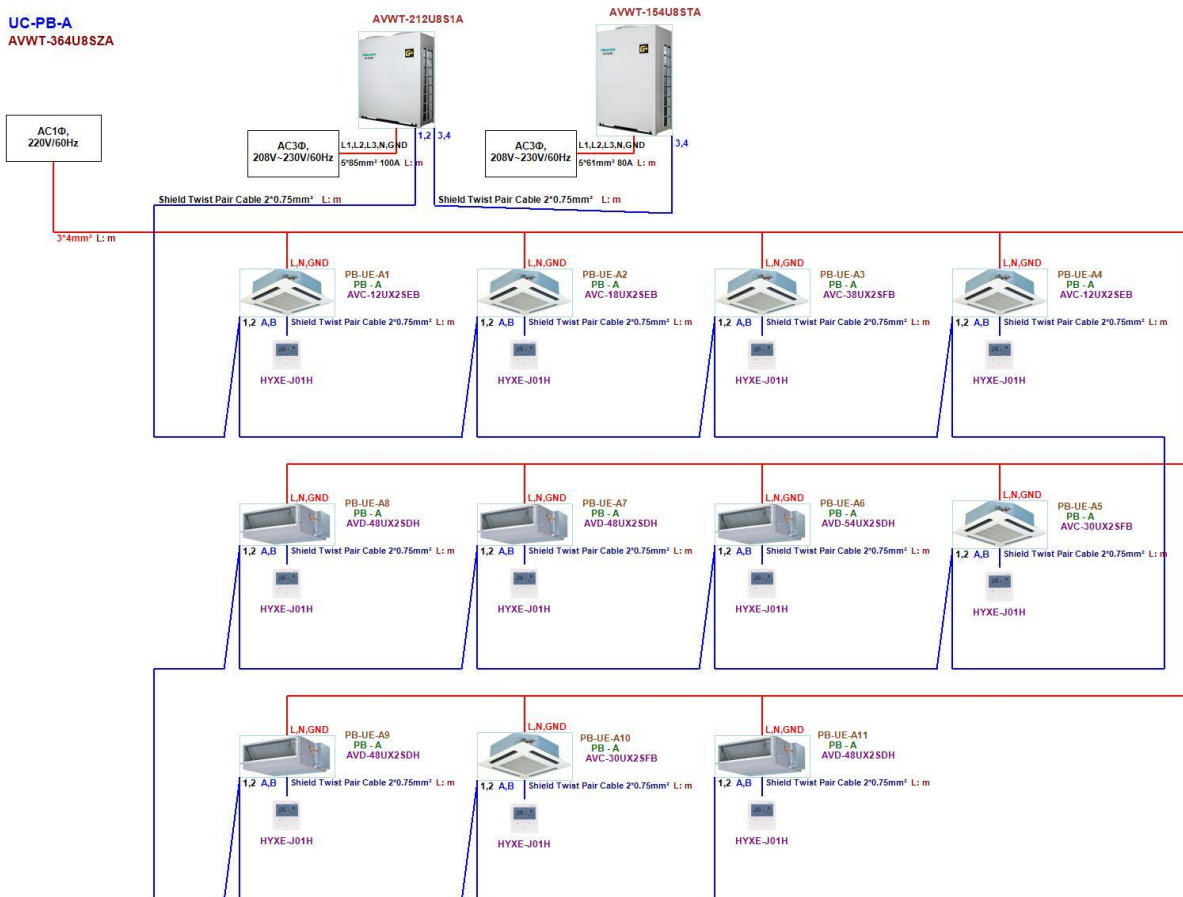 UC-PB-A
AVWT-364U8SZA
AVWT-212U8S1A
AVWT-154U8STA
AC1Φ,
220V/60Hz
AC3Φ,
208V~230V/60Hz
L1,L2,L3,N,GND
5*85mm² 100A L: m
1,2 3,4
AC3Φ,
208V~230V/60Hz
L1,L2,L3,N,GND
5*61mm² 80A L: m
3,4
Shield Twist Pair Cable 2*0.75mm² L: m
Shield Twist Pair Cable 2*0.75mm² L: m
3*4mm² L: m
L,N,GND
PB-UE-A1
PB - A
AVC-12UX2SEB
1,2 A,B Shield Twist Pair Cable 2*0.75mm² L: m
HYXE-J01H
L,N,GND
PB-UE-A2
PB - A
AVC-18UX2SEB
1,2 A,B Shield Twist Pair Cable 2*0.75mm² L: m
HYXE-J01H
L,N,GND
PB-UE-A3
PB - A
AVC-38UX2SFB
1,2 A,B Shield Twist Pair Cable 2*0.75mm² L: m
HYXE-J01H
L,N,GND
PB-UE-A4
PB - A
AVC-12UX2SEB
1,2 A,B Shield Twist Pair Cable 2*0.75mm² L: m
HYXE-J01H
L,N,GND
PB-UE-A8
PB - A
AVD-48UX2SDH
1,2 A,B Shield Twist Pair Cable 2*0.75mm² L: m
HYXE-J01H
L,N,GND
PB-UE-A7
PB - A
AVD-48UX2SDH
1,2 A,B Shield Twist Pair Cable 2*0.75mm² L: m
HYXE-J01H
L,N,GND
PB-UE-A6
PB - A
AVD-54UX2SDH
1,2 A,B Shield Twist Pair Cable 2*0.75mm² L: m
HYXE-J01H
L,N,GND
PB-UE-A5
PB - A
AVC-30UX2SFB
1,2 A,B Shield Twist Pair Cable 2*0.75mm² L: m
HYXE-J01H
L,N,GND
PB-UE-A9
PB - A
AVD-48UX2SDH
1,2 A,B Shield Twist Pair Cable 2*0.75mm² L: m
HYXE-J01H
L,N,GND
PB-UE-A10
PB - A
AVC-30UX2SFB
1,2 A,B Shield Twist Pair Cable 2*0.75mm² L: m
HYXE-J01H
L,N,GND
PB-UE-A11
PB - A
AVD-48UX2SDH
1,2 A,B Shield Twist Pair Cable 2*0.75mm² L: m
HYXE-J01H